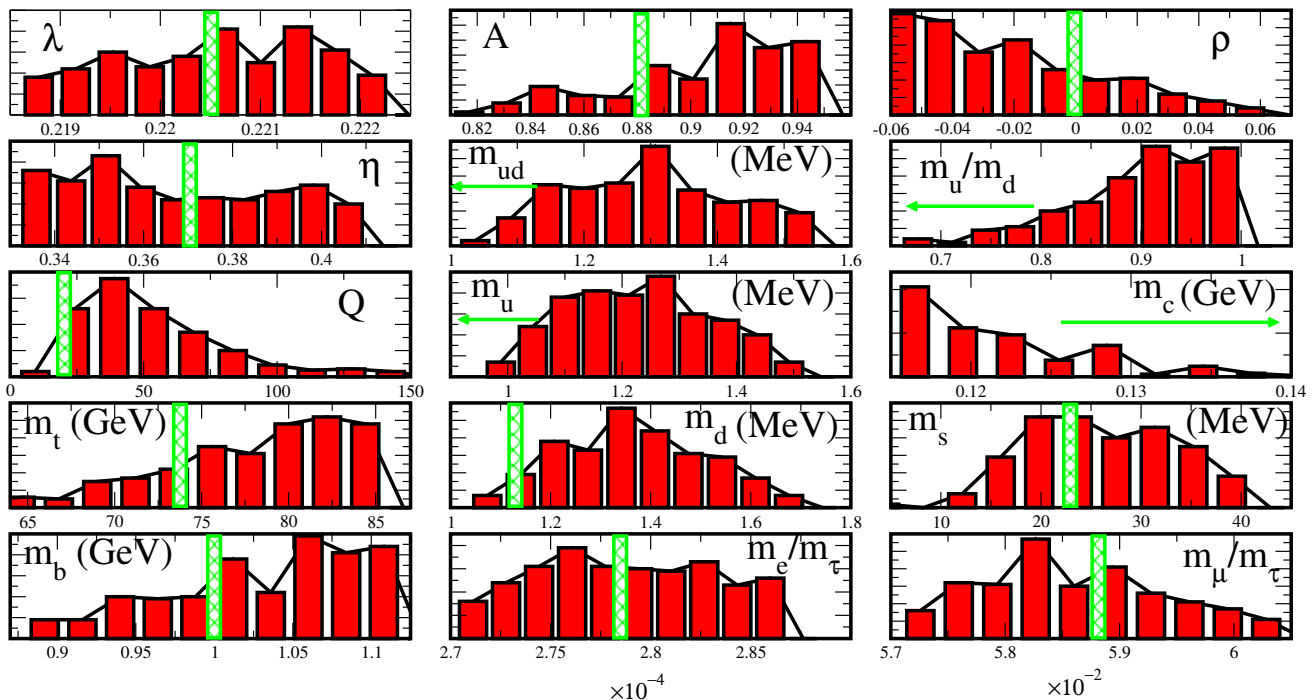 λ A ρ
0.219 0.22 0.221 0.222 0.82 0.84 0.86 0.88 0.9 0.92 0.94 -0.06 -0.04 -0.02 0 0.02 0.04 0.06
η m_ud (MeV) m_u/m_d
0.34 0.36 0.38 0.4 1 1.2 1.4 1.6 0.7 0.8 0.9 1
Q m_u (MeV) m_c (GeV)
0 50 100 150 1 1.2 1.4 1.6 0.12 0.13 0.14
m_t (GeV) m_d (MeV) m_s (MeV)
65 70 75 80 85 1 1.2 1.4 1.6 1.8 10 20 30 40
m_b (GeV) m_e/m_τ m_μ/m_τ
0.9 0.95 1 1.05 1.1 2.7 2.75 2.8 2.85 5.7 5.8 5.9 6
×10⁻⁴ ×10⁻²